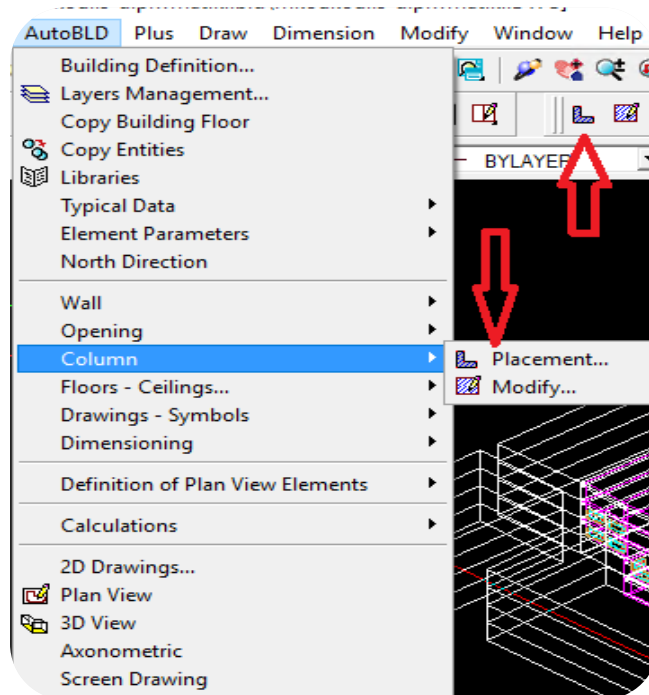 AutoBLD Plus Draw Dimension Modify Window Help
Building Definition...
Layers Management...
Copy Building Floor
Copy Entities
BYLAYER
Libraries
Typical Data
Element Parameters
North Direction
Wall
Opening
Column
Placement...
Floors - Ceilings...
Modify...
Drawings - Symbols
Dimensioning
Definition of Plan View Elements
Calculations
2D Drawings...
Plan View
3D View
Axonometric
Screen Drawing